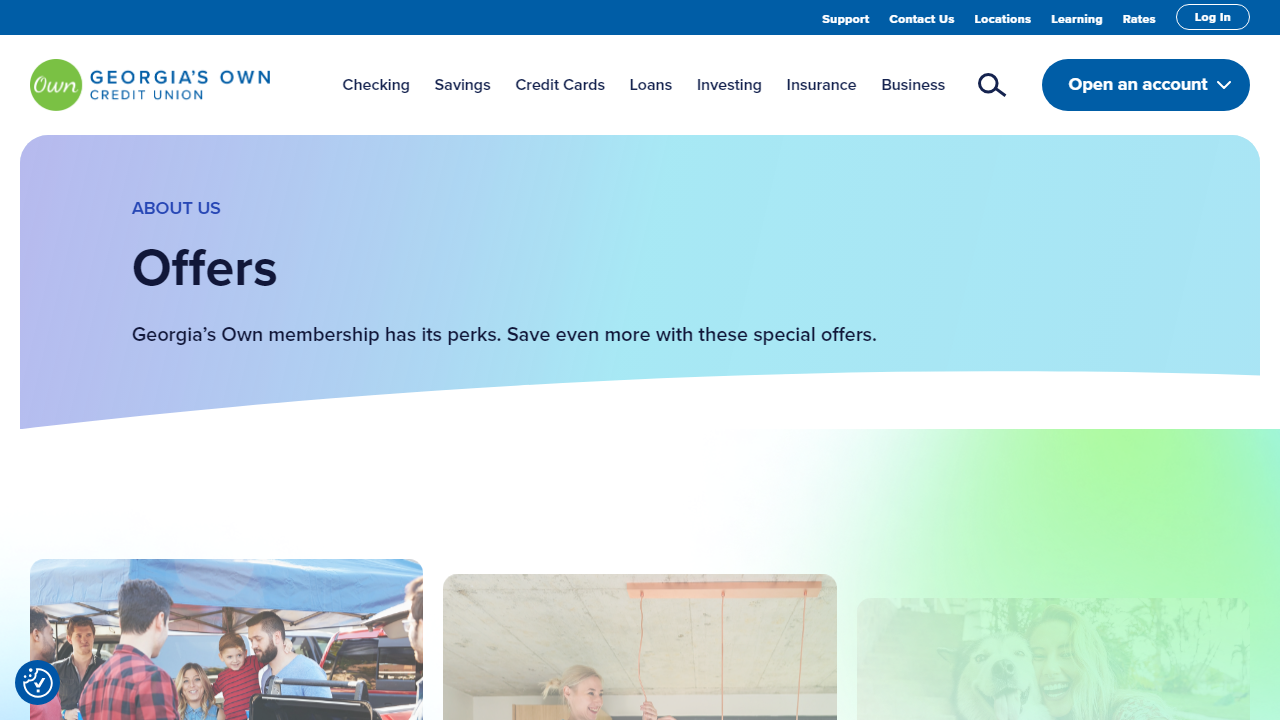 Support Contact Us Locations Learning Rates Log In
Own GEORGIA'S OWN
CREDIT UNION
Checking Savings Credit Cards Loans Investing Insurance Business Open an account
ABOUT US
Offers
Georgia’s Own membership has its perks. Save even more with these special offers.